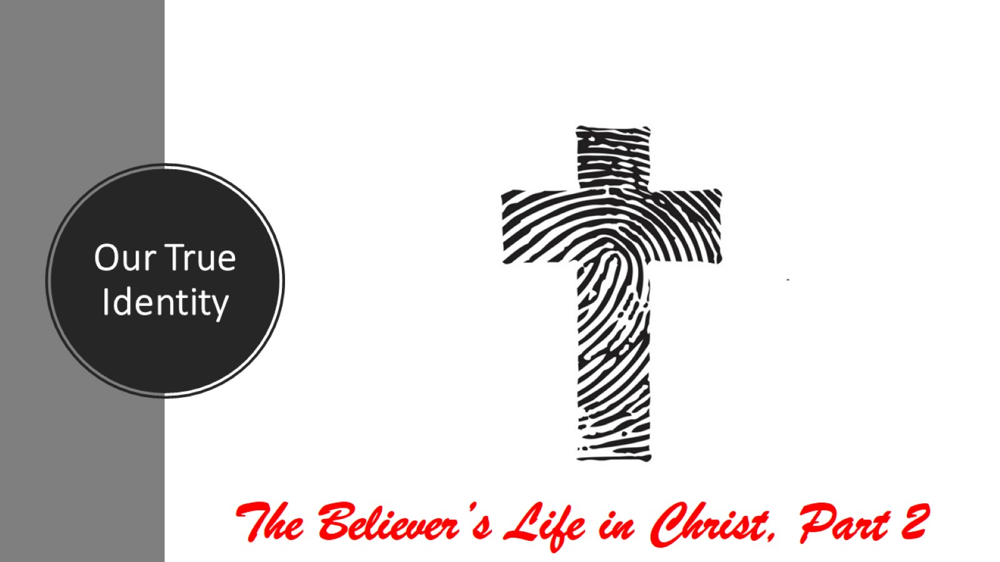 Our True
Identity
The Believer’s Life in Christ, Part 2